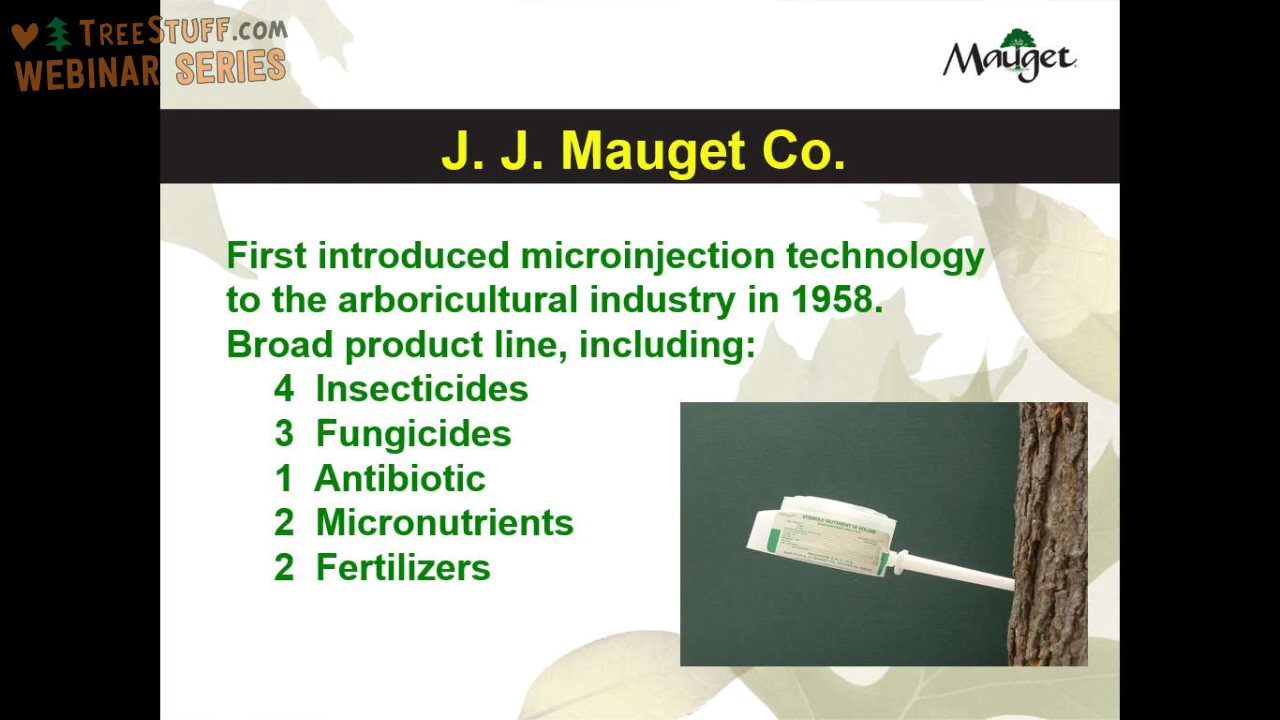 TREESTUFF.COM
WEBINAR SERIES
Mauget
J. J. Mauget Co.
First introduced microinjection technology
to the arboricultural industry in 1958.
Broad product line, including:
4 Insecticides
3 Fungicides
1 Antibiotic
2 Micronutrients
2 Fertilizers